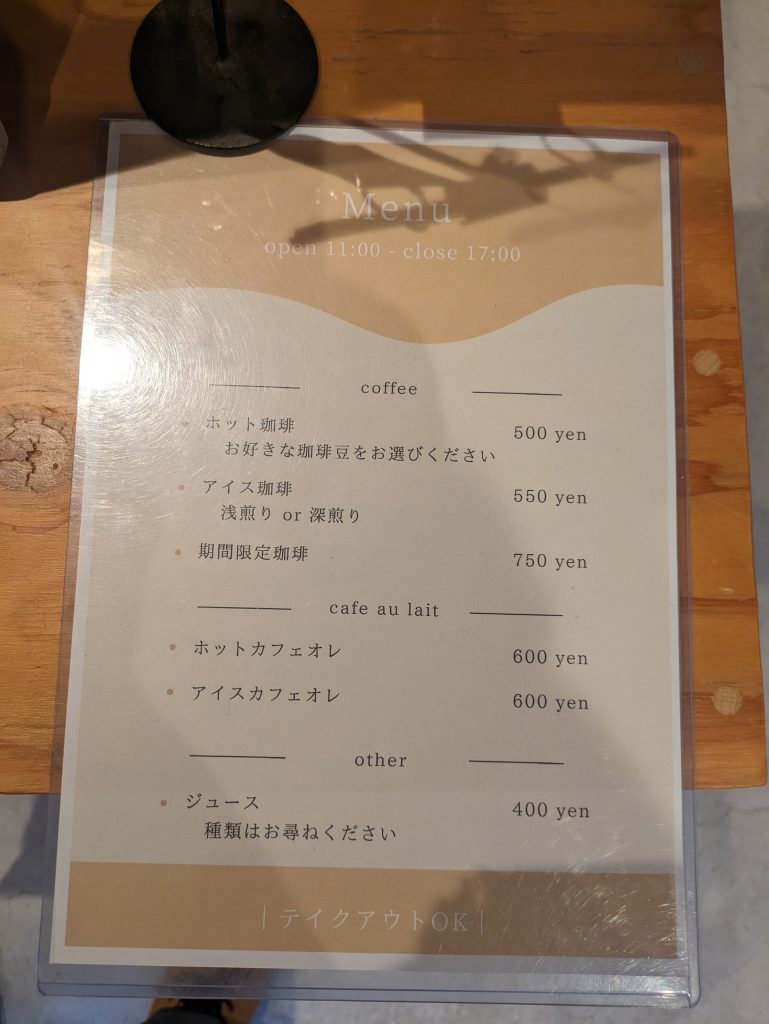 Menu
open 11:00 - close 17:00
coffee
ホット珈琲 500 yen
お好きな珈琲豆をお選びください
アイス珈琲 550 yen
浅煎り or 深煎り
期間限定珈琲 750 yen
cafe au lait
ホットカフェオレ 600 yen
アイスカフェオレ 600 yen
other
ジュース 400 yen
種類はお尋ねください
| テイクアウトOK |